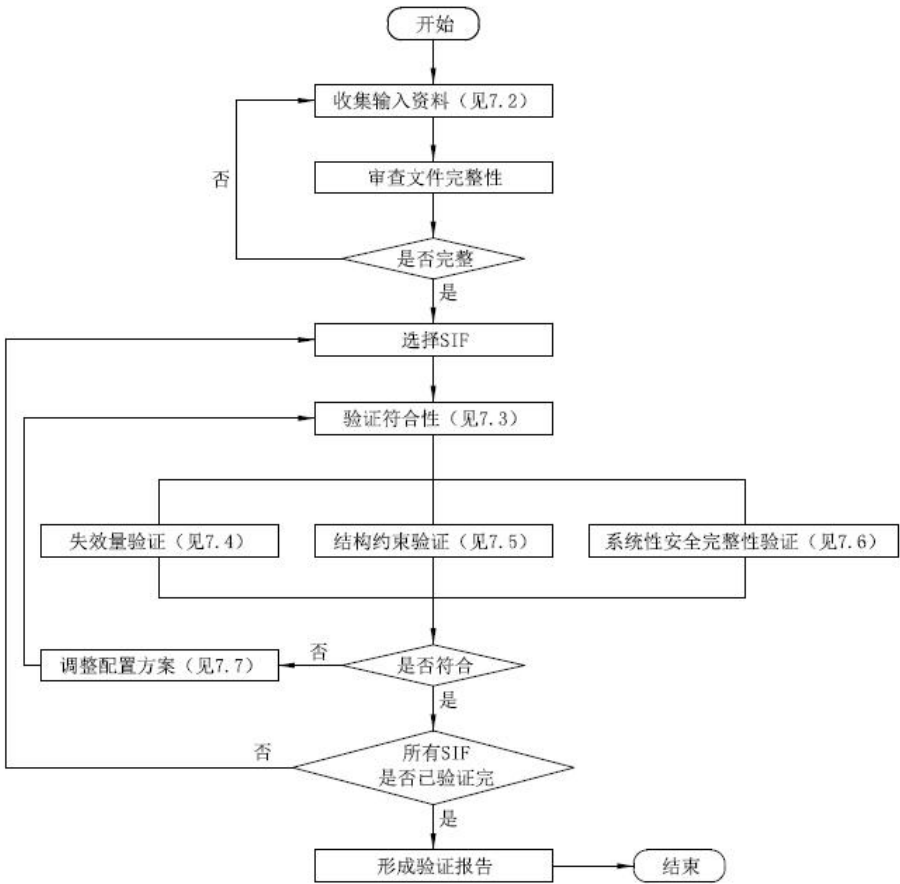 开始
收集输入资料（见7.2）
否
审查文件完整性
是否完整
是
选择SIF
验证符合性（见7.3）
失效量验证（见7.4）
结构约束验证（见7.5）
系统性安全完整性验证（见7.6）
调整配置方案（见7.7）
否
是否符合
是
否
所有SIF
是否已验证完
是
形成验证报告
结束